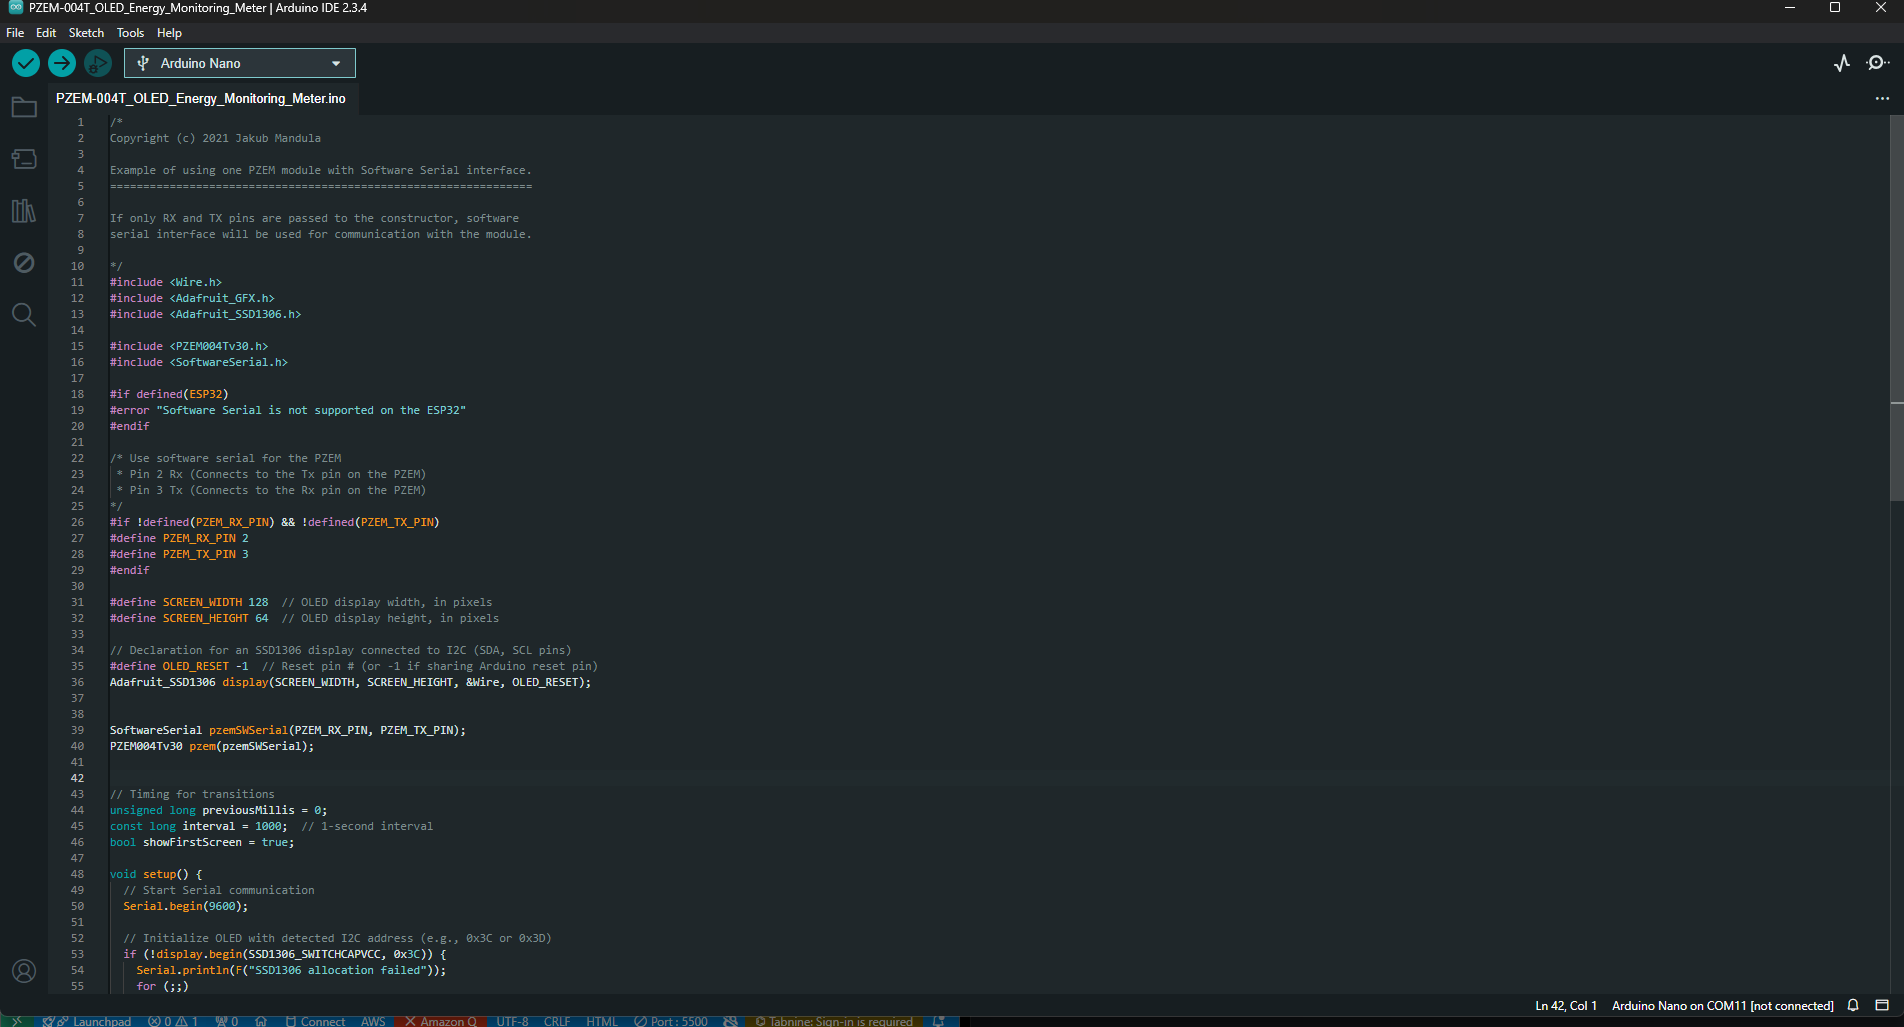 PZEM-004T_OLED_Energy_Monitoring_Meter | Arduino IDE 2.3.4
File Edit Sketch Tools Help
Arduino Nano
PZEM-004T_OLED_Energy_Monitoring_Meter.ino
1 /*
2 Copyright (c) 2021 Jakub Mandula
3
4 Example of using one PZEM module with Software Serial interface.
5 ================================================================
6
7 If only RX and TX pins are passed to the constructor, software
8 serial interface will be used for communication with the module.
9
10 */
11 #include <Wire.h>
12 #include <Adafruit_GFX.h>
13 #include <Adafruit_SSD1306.h>
14
15 #include <PZEM004Tv30.h>
16 #include <SoftwareSerial.h>
17
18 #if defined(ESP32)
19 #error "Software Serial is not supported on the ESP32"
20 #endif
21
22 /* Use software serial for the PZEM
23  * Pin 2 Rx (Connects to the Tx pin on the PZEM)
24  * Pin 3 Tx (Connects to the Rx pin on the PZEM)
25 */
26 #if !defined(PZEM_RX_PIN) && !defined(PZEM_TX_PIN)
27 #define PZEM_RX_PIN 2
28 #define PZEM_TX_PIN 3
29 #endif
30
31 #define SCREEN_WIDTH 128  // OLED display width, in pixels
32 #define SCREEN_HEIGHT 64  // OLED display height, in pixels
33
34 // Declaration for an SSD1306 display connected to I2C (SDA, SCL pins)
35 #define OLED_RESET -1  // Reset pin # (or -1 if sharing Arduino reset pin)
36 Adafruit_SSD1306 display(SCREEN_WIDTH, SCREEN_HEIGHT, &Wire, OLED_RESET);
37
38
39 SoftwareSerial pzemSWSerial(PZEM_RX_PIN, PZEM_TX_PIN);
40 PZEM004Tv30 pzem(pzemSWSerial);
41
42
43 // Timing for transitions
44 unsigned long previousMillis = 0;
45 const long interval = 1000;  // 1-second interval
46 bool showFirstScreen = true;
47
48 void setup() {
49   // Start Serial communication
50   Serial.begin(9600);
51
52   // Initialize OLED with detected I2C address (e.g., 0x3C or 0x3D)
53   if (!display.begin(SSD1306_SWITCHCAPVCC, 0x3C)) {
54     Serial.println(F("SSD1306 allocation failed"));
55     for (;;)
Ln 42, Col 1 Arduino Nano on COM11 [not connected]
Launchpad 0 1 0 Connect AWS Amazon Q UTF-8 CRLF HTML Port : 5500 Tabnine: Sign-in is required